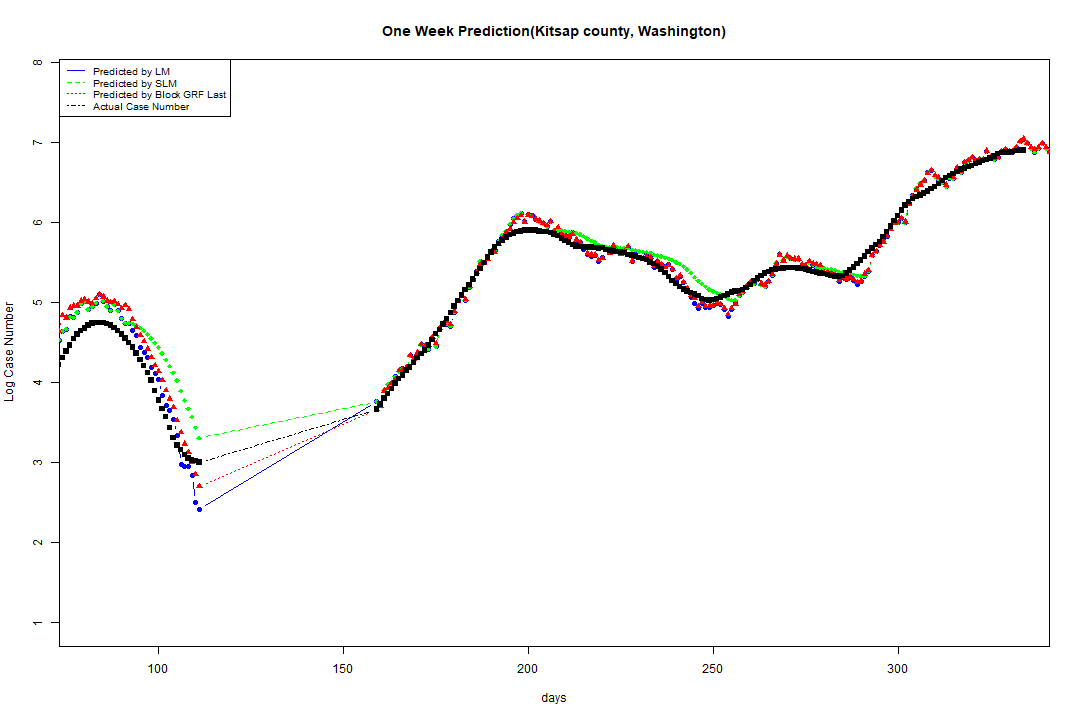 One Week Prediction(Kitsap county, Washington)
Predicted by LM
Predicted by SLM
Predicted by Block GRF Last
Actual Case Number
8
7
6
5
4
3
2
1
Log Case Number
100 150 200 250 300
days